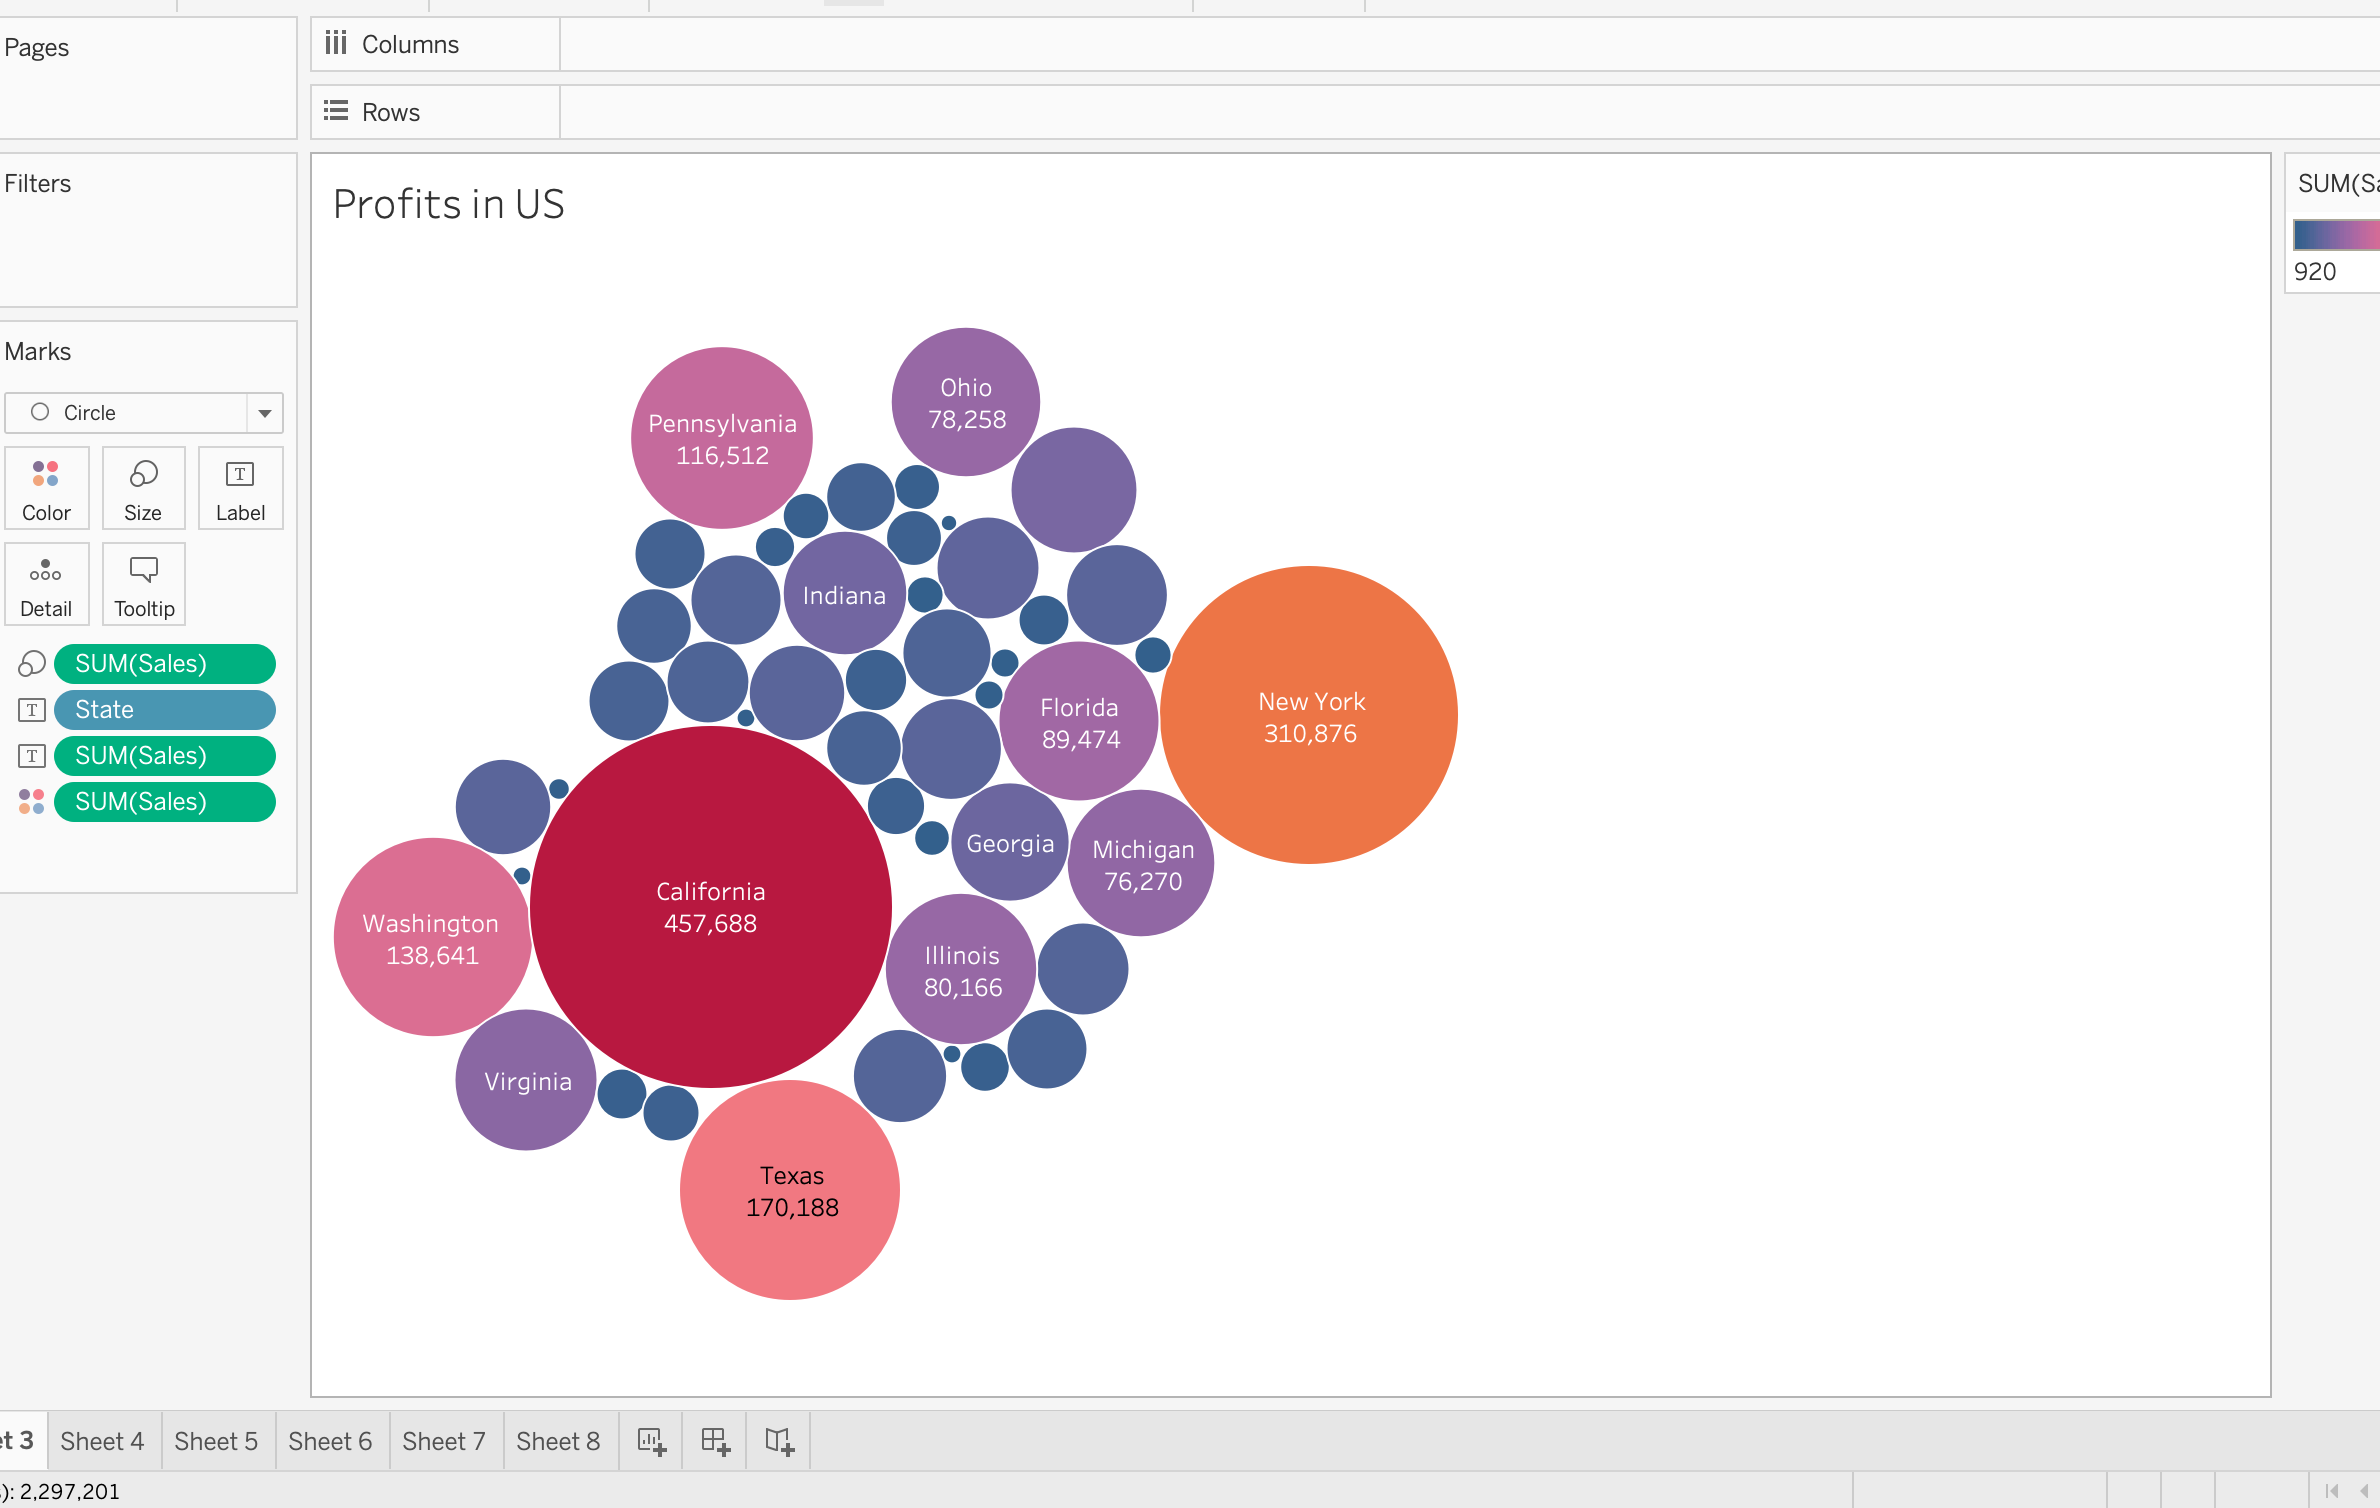 Pages
Columns
Rows
Filters
Marks
Circle
Color
Size
T
Label
Detail
Tooltip
SUM(Sales)
T
State
T
SUM(Sales)
SUM(Sales)
Profits in US
Pennsylvania
116,512
Ohio
78,258
Indiana
New York
310,876
Florida
89,474
Georgia
Michigan
76,270
California
457,688
Washington
138,641
Illinois
80,166
Virginia
Texas
170,188
SUM(Sa
920
et 3
Sheet 4
Sheet 5
Sheet 6
Sheet 7
Sheet 8
): 2,297,201